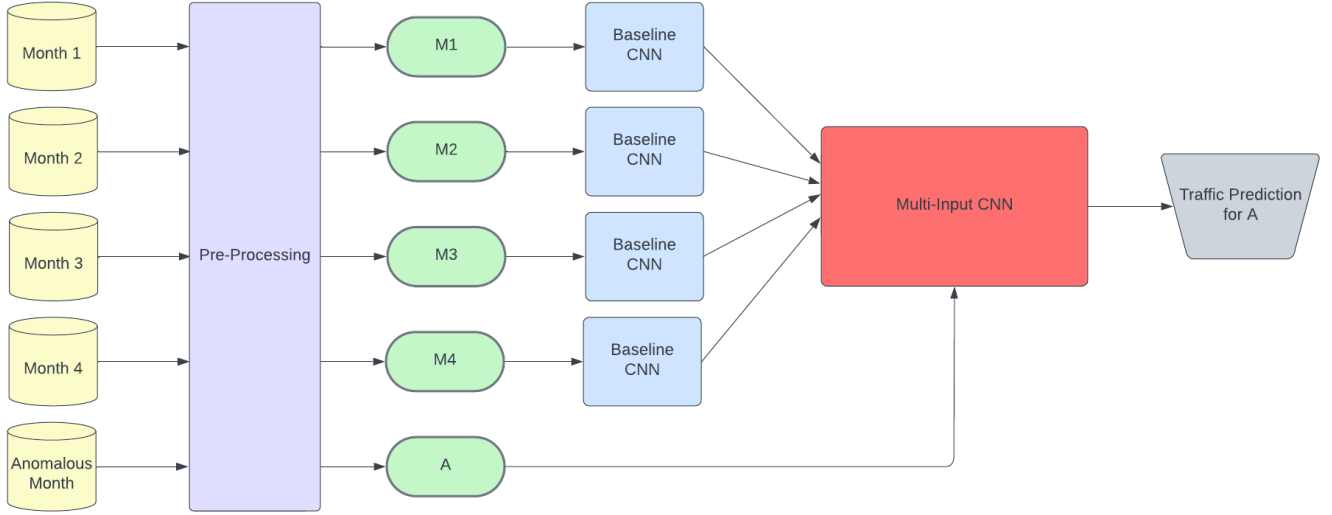 Month 1
M1
Baseline
CNN
Month 2
M2
Baseline
CNN
Multi-Input CNN
Traffic Prediction
for A
Month 3
Pre-Processing
M3
Baseline
CNN
Month 4
M4
Baseline
CNN
Anomalous
Month
A